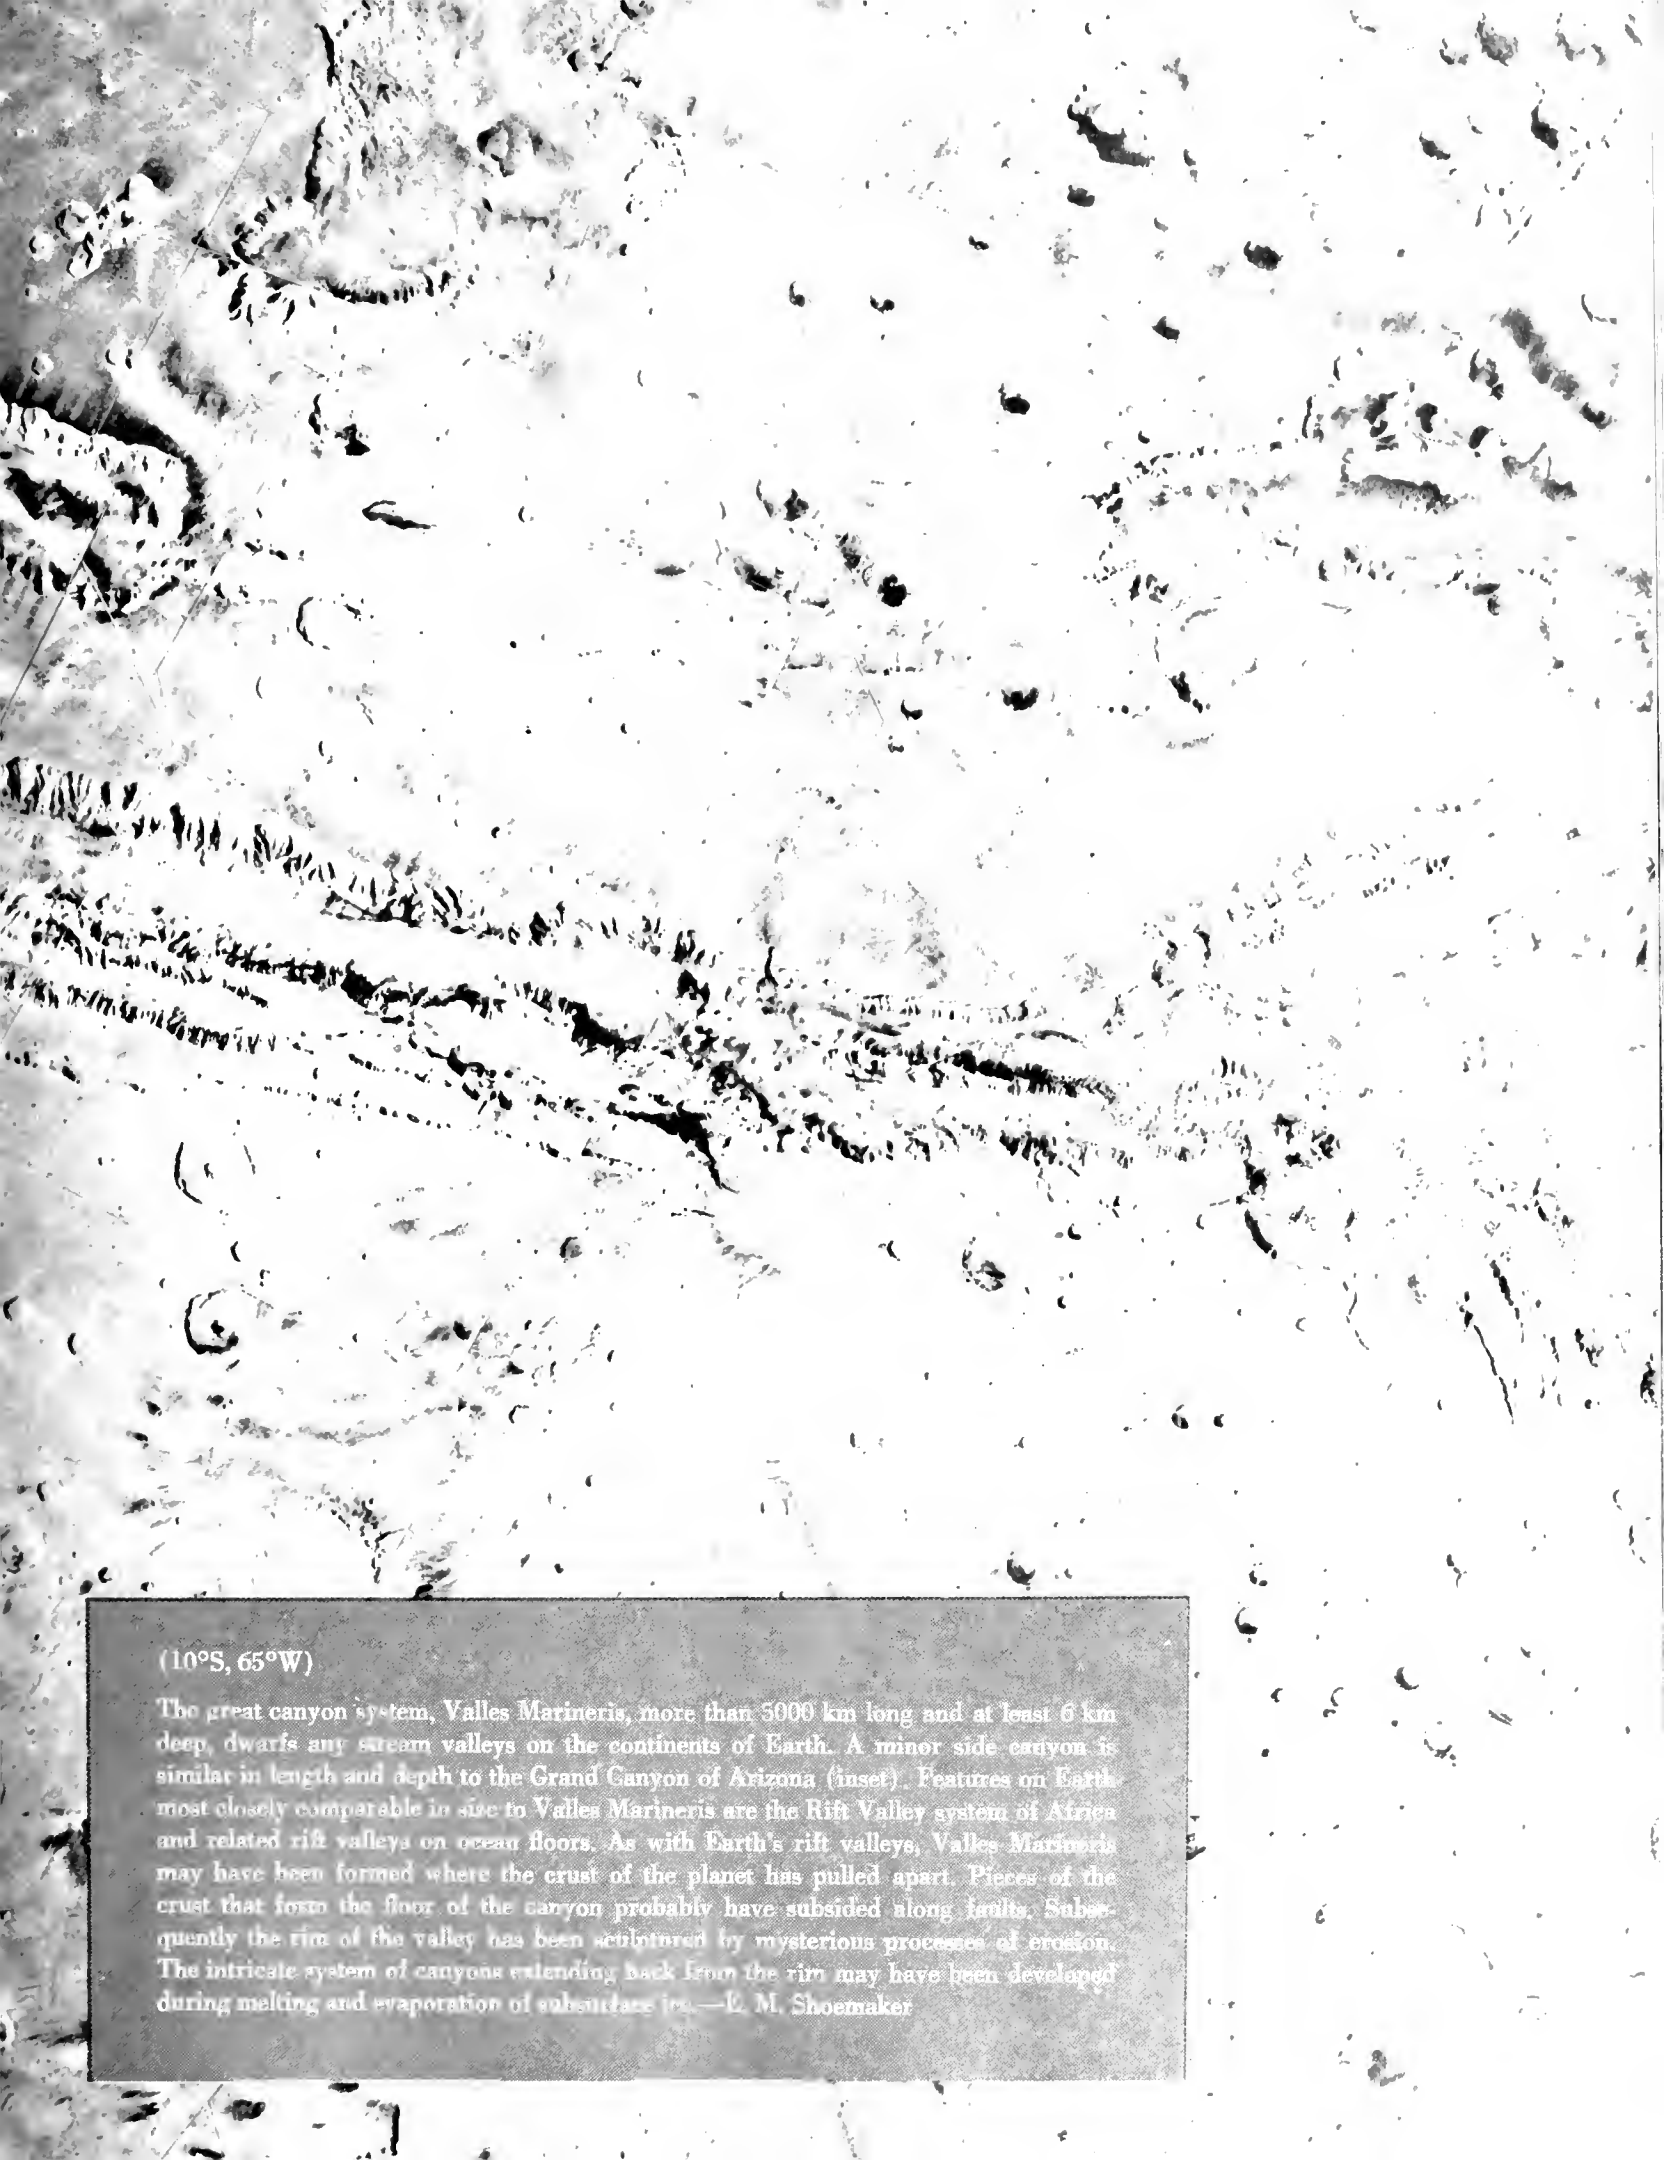 (10°S, 65°W)
The great canyon system, Valles Marineris, more than 5000 km long and at least 6 km
deep, dwarfs any stream valleys on the continents of Earth. A minor side canyon is
similar in length and depth to the Grand Canyon of Arizona (inset). Features on Earth
most closely comparable in size to Valles Marineris are the Rift Valley system of Africa
and related rift valleys on ocean floors. As with Earth's rift valleys, Valles Marineris
may have been formed where the crust of the planet has pulled apart. Pieces of the
crust that form the floor of the canyon probably have subsided along faults. Subse-
quently the rim of the valley has been sculptured by mysterious processes of erosion.
The intricate system of canyons extending back from the rim may have been developed
during melting and evaporation of subsurface ice.—E. M. Shoemaker